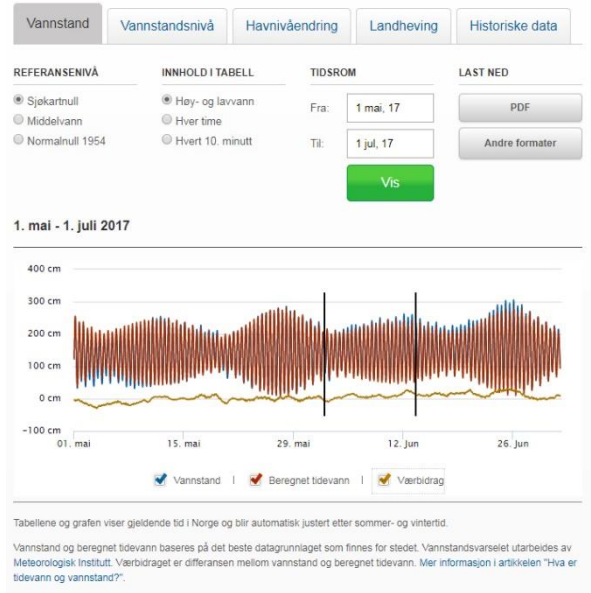 Vannstand
Vannstandsnivå
Havnivåendring
Landheving
Historiske data
REFERANSENIVÅ
Sjøkartnull
Middelvann
Normalnull 1954
INNHOLD I TABELL
Høy- og lavvann
Hver time
Hvert 10. minutt
TIDSROM
Fra: 1 mai, 17
Til: 1 jul, 17
Vis
LAST NED
PDF
Andre formater
1. mai - 1. juli 2017
400 cm
300 cm
200 cm
100 cm
0 cm
-100 cm
01. mai 15. mai 29. mai 12. Jun 26. Jun
Vannstand | Beregnet tidevann | Værbidrag
Tabellene og grafen viser gjeldende tid i Norge og blir automatisk justert etter sommer- og vintertid.
Vannstand og beregnet tidevann baseres på det beste datagrunnlaget som finnes for stedet. Vannstandsvarselet utarbeides av
Meteorologisk Institutt. Værbidraget er differansen mellom vannstand og beregnet tidevann. Mer informasjon i artikkelen "Hva er
tidevann og vannstand?".